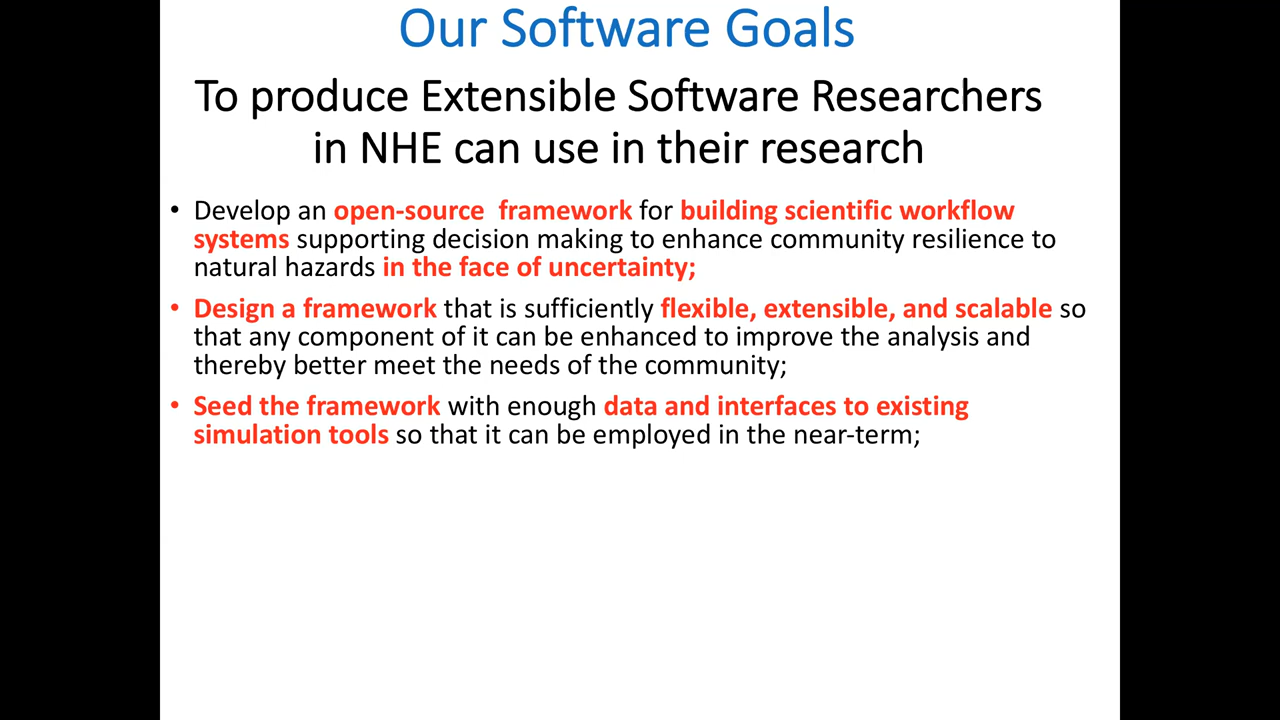 Our Software Goals
To produce Extensible Software Researchers
in NHE can use in their research
• Develop an open-source  framework for building scientific workflow
systems supporting decision making to enhance community resilience to
natural hazards in the face of uncertainty;
• Design a framework that is sufficiently flexible, extensible, and scalable so
that any component of it can be enhanced to improve the analysis and
thereby better meet the needs of the community;
• Seed the framework with enough data and interfaces to existing
simulation tools so that it can be employed in the near-term;